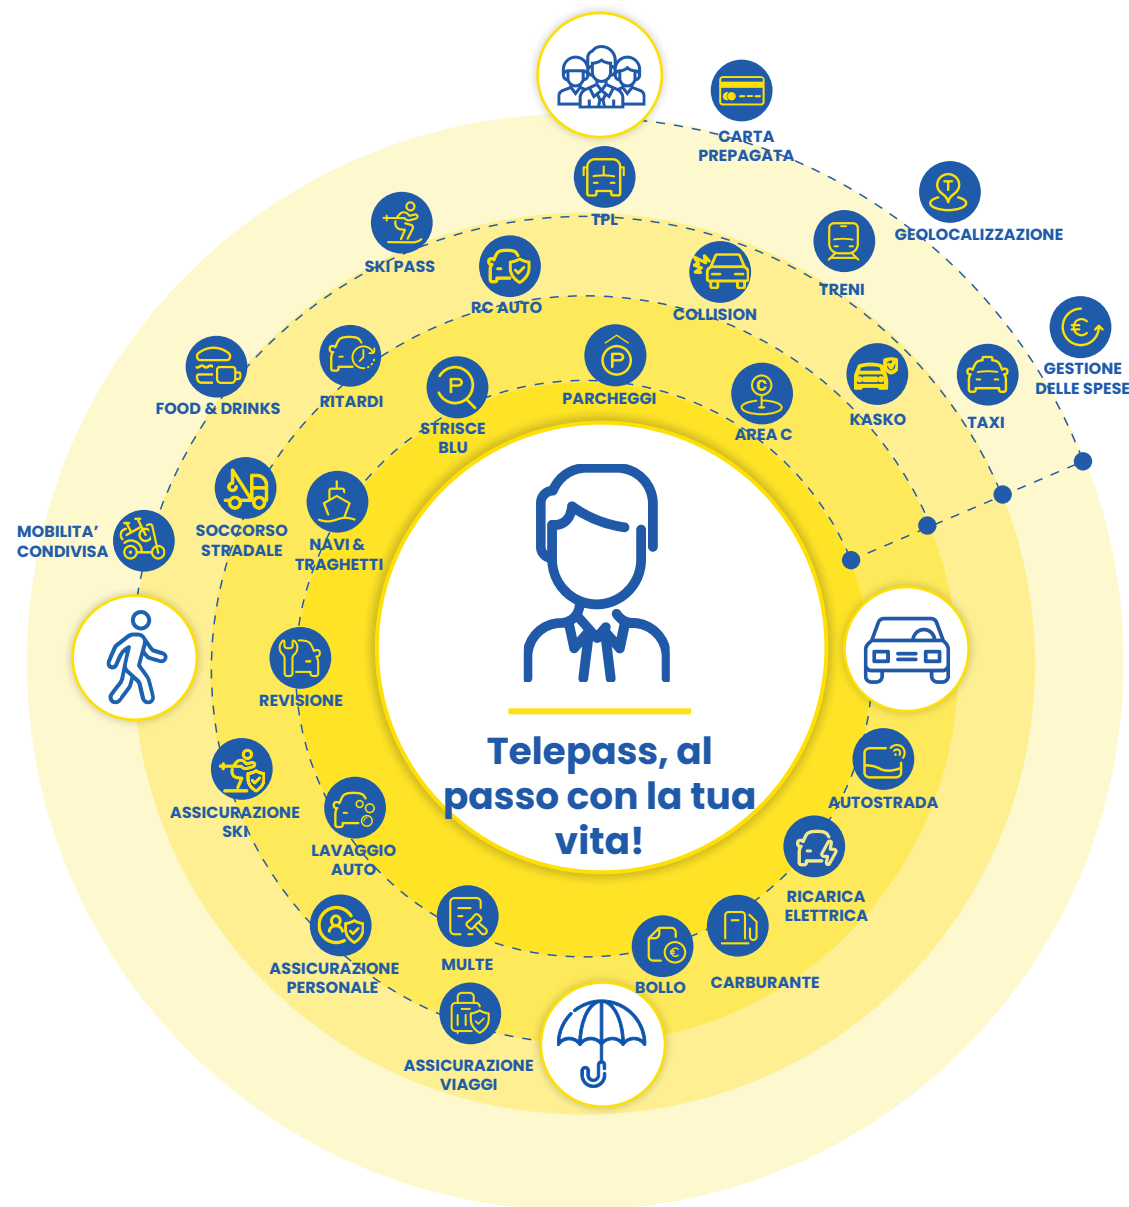 CARTA
PREPAGATA
TPL
GEOLOCALIZZAZIONE
SKI PASS
TRENI
RC AUTO
COLLISION
GESTIONE
DELLE SPESE
FOOD & DRINKS
RITARDI
PARCHEGGI
KASKO
TAXI
STRISCE
BLU
AREA C
MOBILITA’
CONDIVISA
SOCCORSO
STRADALE
NAVI &
TRAGHETTI
REVISIONE
Telepass, al
passo con la tua
vita!
AUTOSTRADA
ASSICURAZIONE
SKI
LAVAGGIO
AUTO
RICARICA
ELETTRICA
ASSICURAZIONE
PERSONALE
MULTE
BOLLO
CARBURANTE
ASSICURAZIONE
VIAGGI